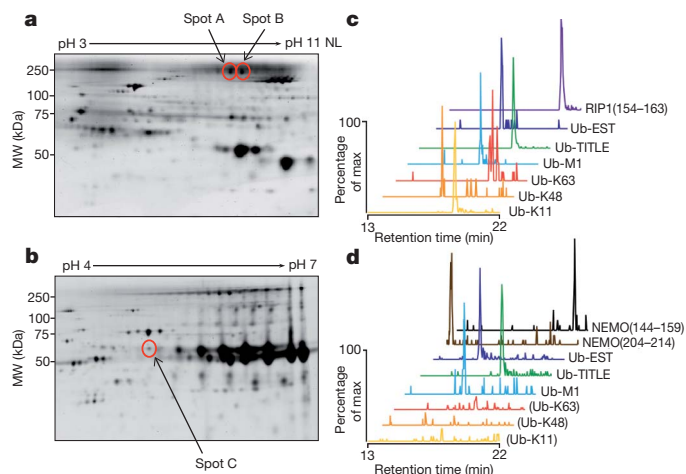 a
Spot A
Spot B
pH 3
pH 11 NL
MW (kDa)
250
100
75
50
b
pH 4
pH 7
MW (kDa)
250
100
75
50
Spot C
c
100
Percentage
of max
RIP1(154–163)
Ub-EST
Ub-TITLE
Ub-M1
Ub-K63
Ub-K48
Ub-K11
13
22
Retention time (min)
d
100
Percentage
of max
NEMO(144–159)
NEMO(204–214)
Ub-EST
Ub-TITLE
Ub-M1
(Ub-K63)
(Ub-K48)
(Ub-K11)
13
22
Retention time (min)